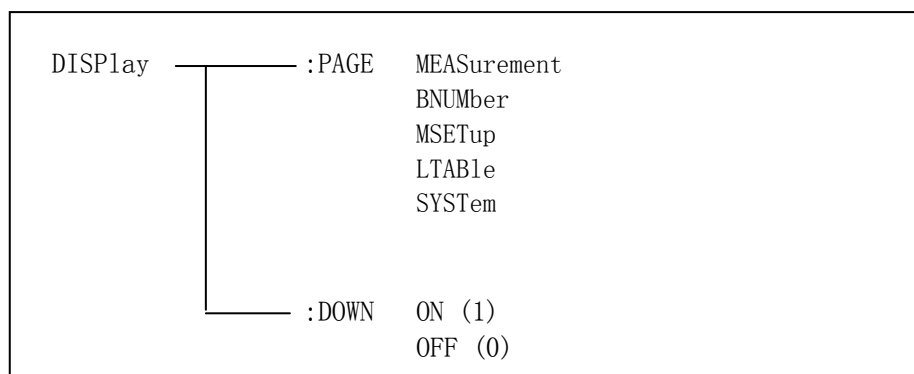 DISPlay :PAGE MEASurement
BNUMber
MSETup
LTABle
SYSTem
:DOWN ON (1)
OFF (0)